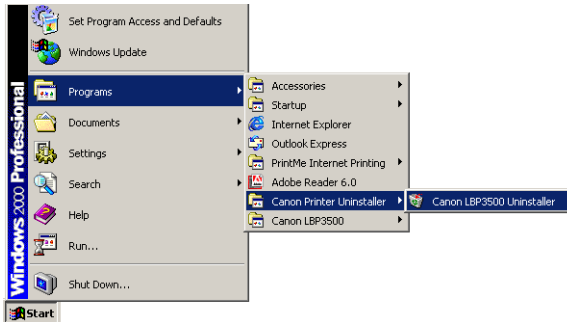 Set Program Access and Defaults
Windows Update
Programs
Documents
Settings
Search
Help
Run...
Shut Down...
Windows 2000 Professional
Start
Accessories
Startup
Internet Explorer
Outlook Express
PrintMe Internet Printing
Adobe Reader 6.0
Canon Printer Uninstaller
Canon LBP3500
Canon LBP3500 Uninstaller